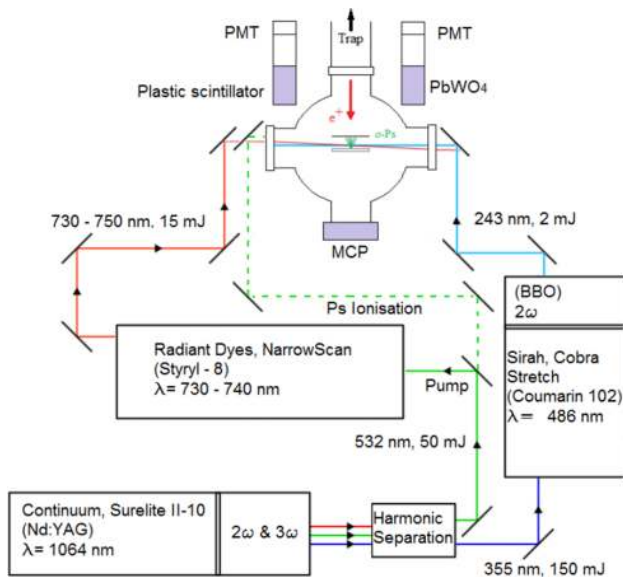 PMT
Trap
PMT
Plastic scintillator
PbWO4
e+
o-Ps
730 - 750 nm, 15 mJ
243 nm, 2 mJ
MCP
(BBO)
2ω
Ps Ionisation
Radiant Dyes, NarrowScan
(Styryl - 8)
λ= 730 - 740 nm
Pump
Sirah, Cobra
Stretch
(Coumarin 102)
λ= 486 nm
532 nm, 50 mJ
Continuum, Surelite II-10
(Nd:YAG)
λ= 1064 nm
2ω & 3ω
Harmonic
Separation
355 nm, 150 mJ